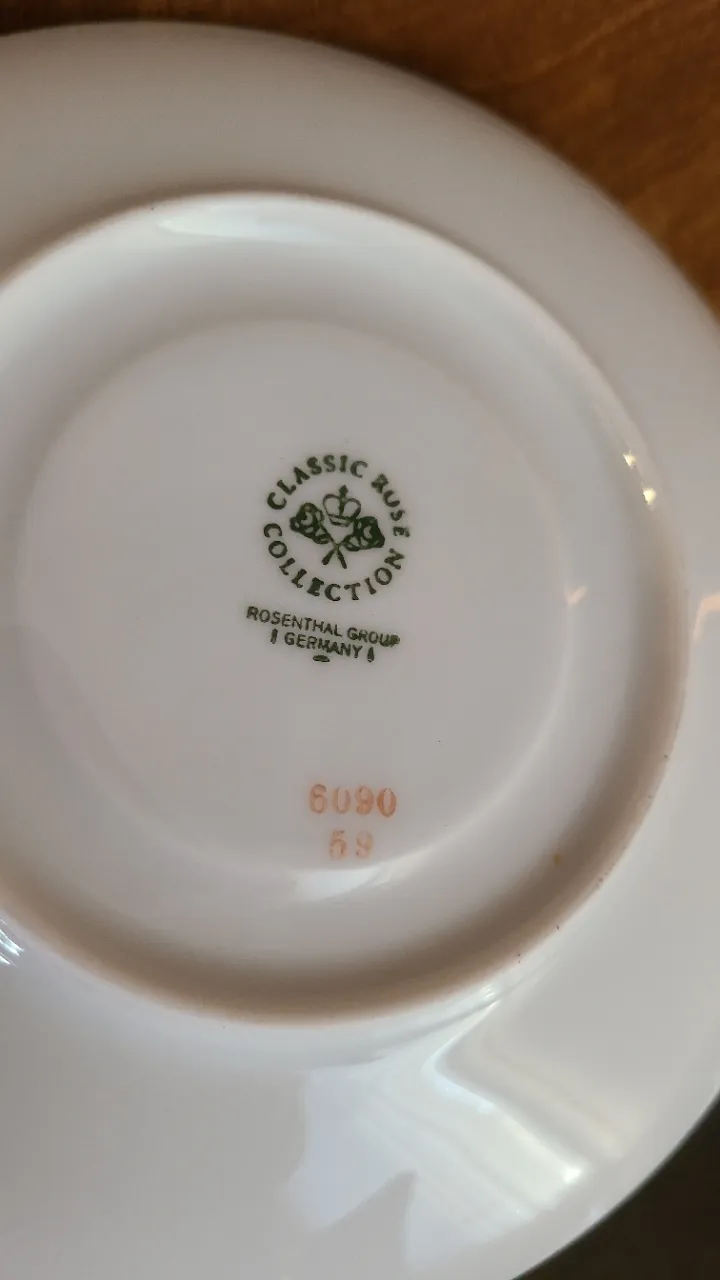 CLASSIC ROSE
COLLECTION
ROSENTHAL GROUP
GERMANY
6090
59